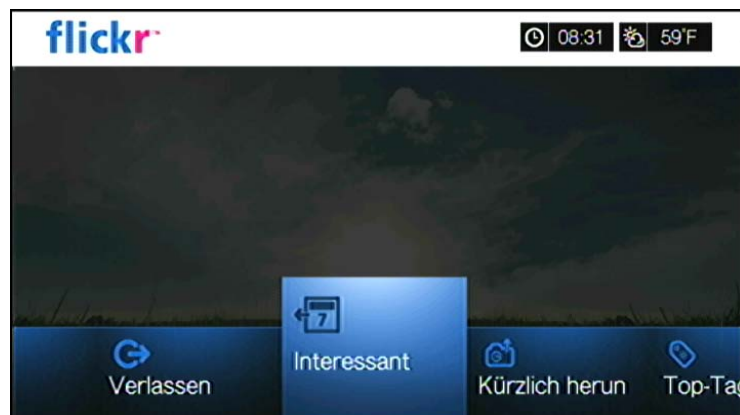 flickr
08:31 59°F
7
Interessant
Verlassen
Kürzlich herun
Top-Tag